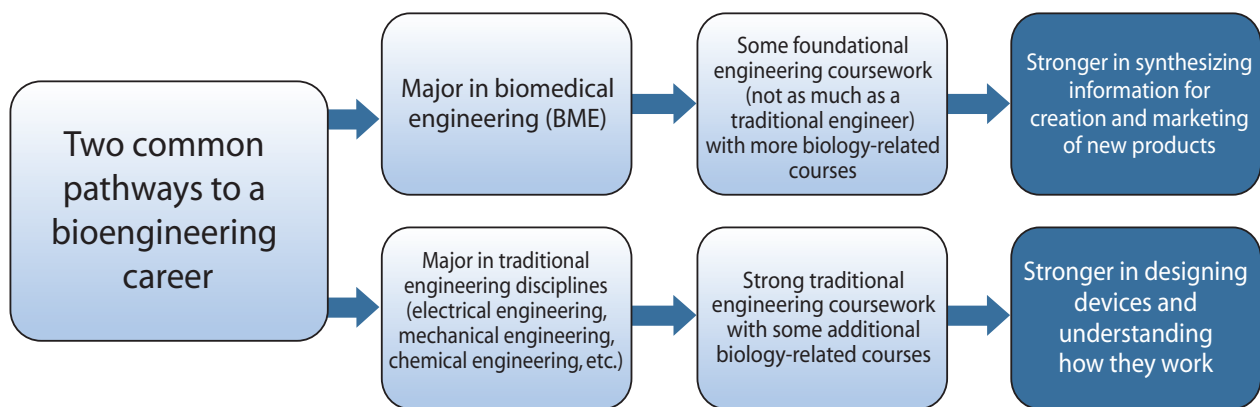 Two common
pathways to a
bioengineering
career
Major in biomedical
engineering (BME)
Some foundational
engineering coursework
(not as much as a
traditional engineer)
with more biology-related
courses
Stronger in synthesizing
information for
creation and marketing
of new products
Major in traditional
engineering disciplines
(electrical engineering,
mechanical engineering,
chemical engineering, etc.)
Strong traditional
engineering coursework
with some additional
biology-related courses
Stronger in designing
devices and
understanding
how they work